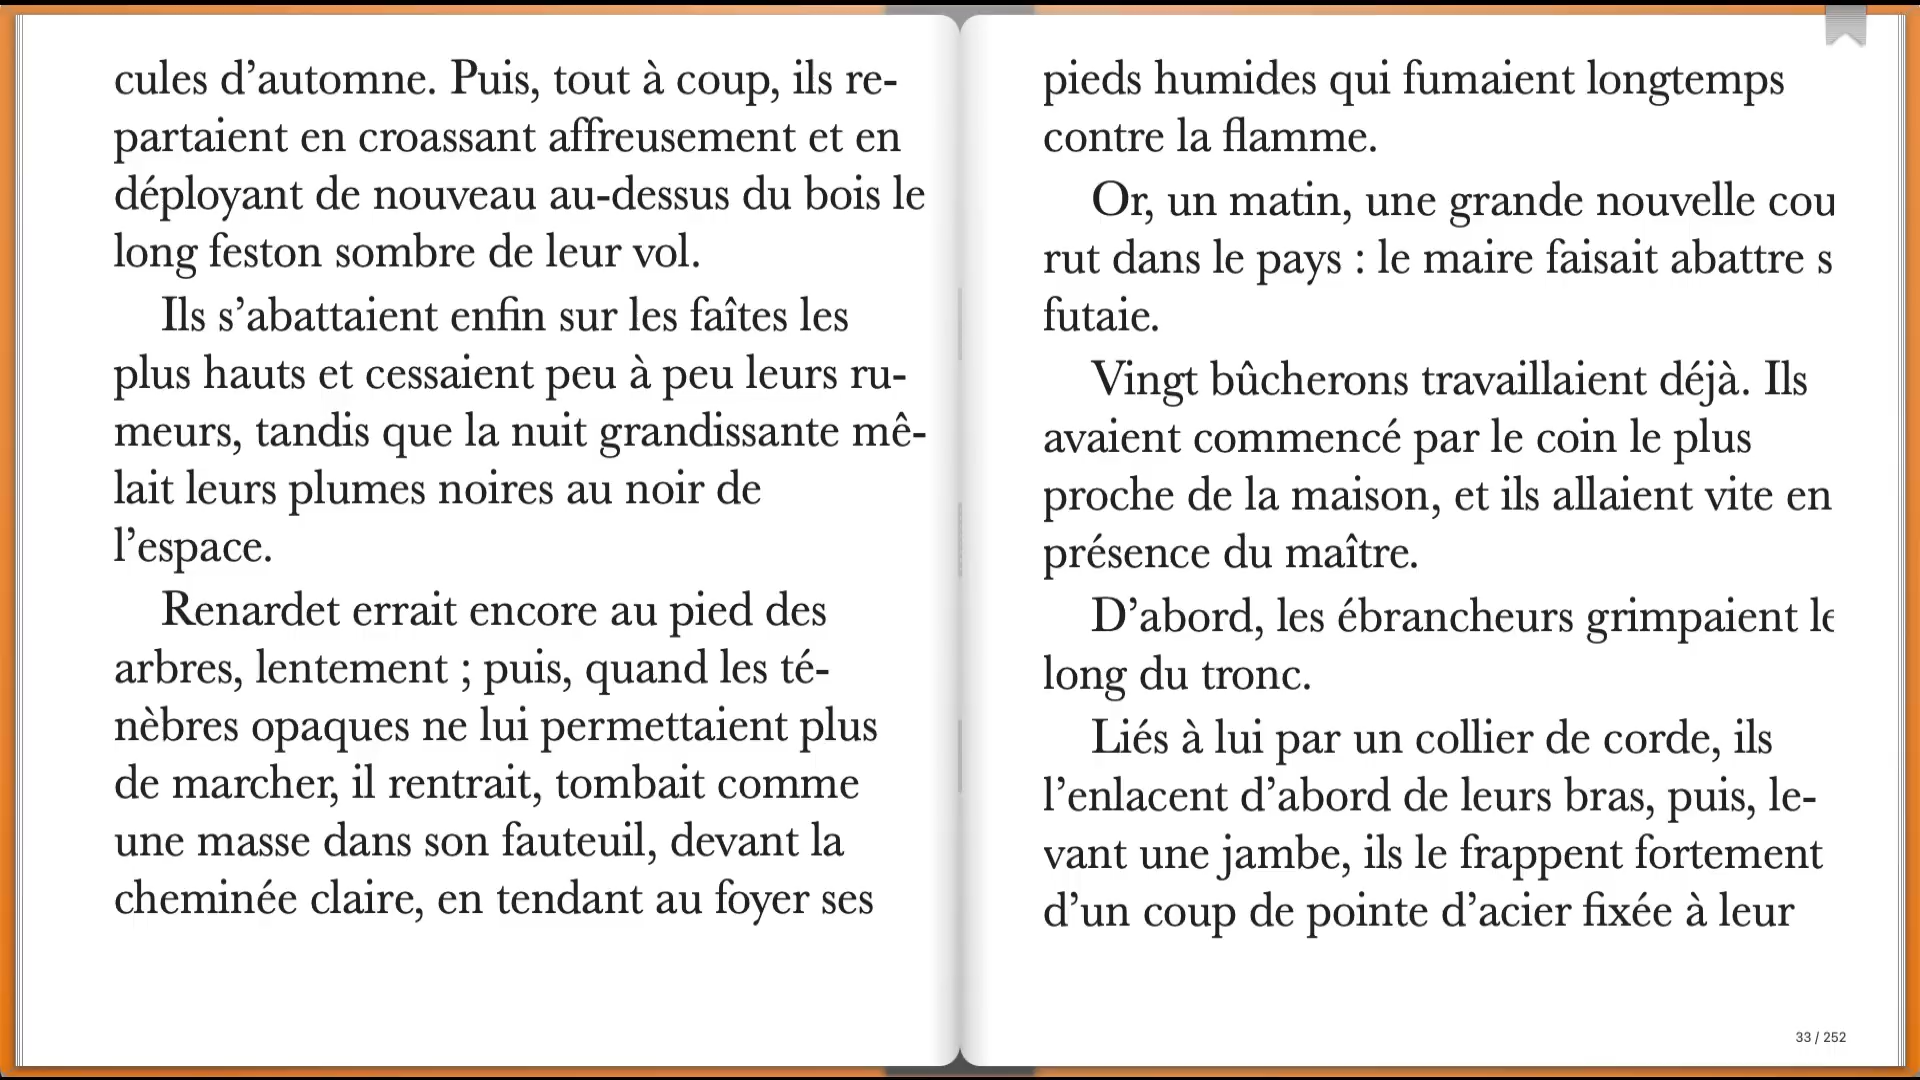 cules d’automne. Puis, tout à coup, ils re-
partaient en croassant affreusement et en
déployant de nouveau au-dessus du bois le
long feston sombre de leur vol.
Ils s’abattaient enfin sur les faîtes les
plus hauts et cessaient peu à peu leurs ru-
meurs, tandis que la nuit grandissante mê-
lait leurs plumes noires au noir de
l’espace.
Renardet errait encore au pied des
arbres, lentement ; puis, quand les té-
nèbres opaques ne lui permettaient plus
de marcher, il rentrait, tombait comme
une masse dans son fauteuil, devant la
cheminée claire, en tendant au foyer ses
pieds humides qui fumaient longtemps
contre la flamme.
Or, un matin, une grande nouvelle cou
rut dans le pays : le maire faisait abattre s
futaie.
Vingt bûcherons travaillaient déjà. Ils
avaient commencé par le coin le plus
proche de la maison, et ils allaient vite en
présence du maître.
D’abord, les ébrancheurs grimpaient le
long du tronc.
Liés à lui par un collier de corde, ils
l’enlacent d’abord de leurs bras, puis, le-
vant une jambe, ils le frappent fortement
d’un coup de pointe d’acier fixée à leur
33 / 252